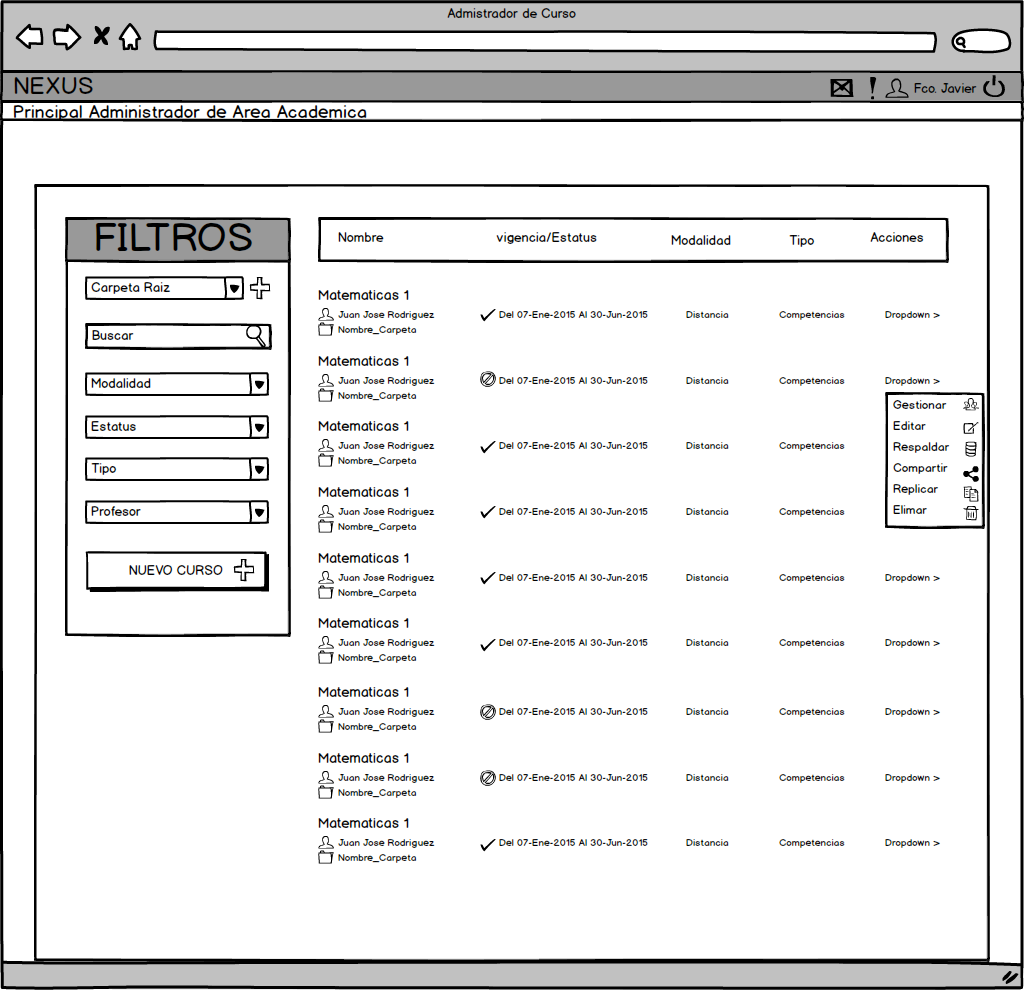 Admistrador de Curso
NEXUS
Fco. Javier
Principal Administrador de Area Academica
FILTROS
Carpeta Raiz
Buscar
Modalidad
Estatus
Tipo
Profesor
NUEVO CURSO
Nombre vigencia/Estatus Modalidad Tipo Acciones
Matematicas 1
Juan Jose Rodriguez Del 07-Ene-2015 Al 30-Jun-2015 Distancia Competencias Dropdown >
Nombre_Carpeta
Matematicas 1
Juan Jose Rodriguez Del 07-Ene-2015 Al 30-Jun-2015 Distancia Competencias Dropdown >
Nombre_Carpeta
Gestionar
Editar
Respaldar
Compartir
Replicar
Elimar
Matematicas 1
Juan Jose Rodriguez Del 07-Ene-2015 Al 30-Jun-2015 Distancia Competencias
Nombre_Carpeta
Matematicas 1
Juan Jose Rodriguez Del 07-Ene-2015 Al 30-Jun-2015 Distancia Competencias
Nombre_Carpeta
Matematicas 1
Juan Jose Rodriguez Del 07-Ene-2015 Al 30-Jun-2015 Distancia Competencias Dropdown >
Nombre_Carpeta
Matematicas 1
Juan Jose Rodriguez Del 07-Ene-2015 Al 30-Jun-2015 Distancia Competencias Dropdown >
Nombre_Carpeta
Matematicas 1
Juan Jose Rodriguez Del 07-Ene-2015 Al 30-Jun-2015 Distancia Competencias Dropdown >
Nombre_Carpeta
Matematicas 1
Juan Jose Rodriguez Del 07-Ene-2015 Al 30-Jun-2015 Distancia Competencias Dropdown >
Nombre_Carpeta
Matematicas 1
Juan Jose Rodriguez Del 07-Ene-2015 Al 30-Jun-2015 Distancia Competencias Dropdown >
Nombre_Carpeta